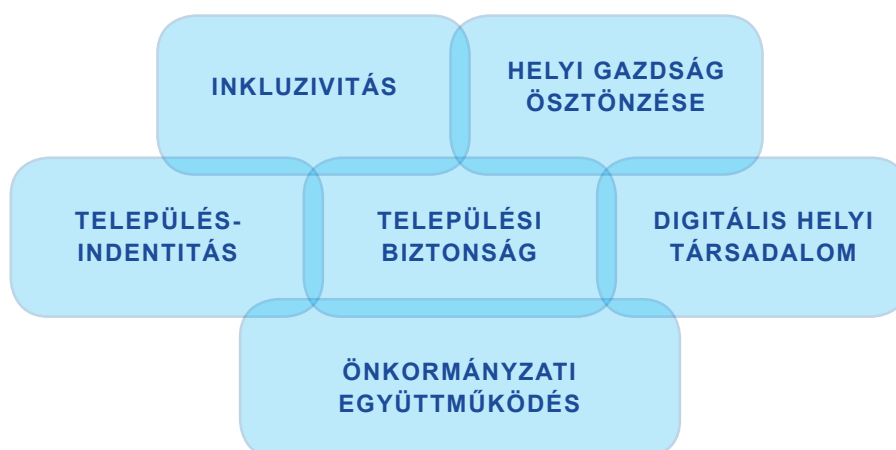 INKLUZIVITÁS
HELYI GAZDSÁG
ÖSZTÖNZÉSE
TELEPÜLÉS-
INDENTITÁS
TELEPÜLÉSI
BIZTONSÁG
DIGITÁLIS HELYI
TÁRSADALOM
ÖNKORMÁNYZATI
EGYÜTTMŰKÖDÉS